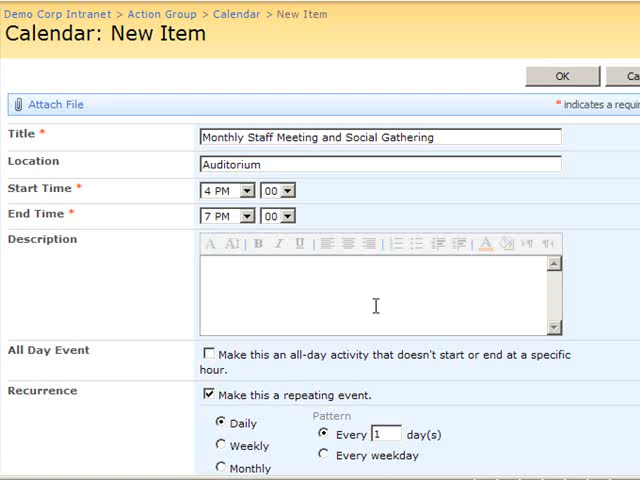 Demo Corp Intranet > Action Group > Calendar > New Item
Calendar: New Item
OK
Attach File
* indicates a requi
Title *
Monthly Staff Meeting and Social Gathering
Location
Auditorium
Start Time *
4 PM 00
End Time *
7 PM 00
Description
A A| B I U A
All Day Event
Make this an all-day activity that doesn't start or end at a specific
hour.
Recurrence
Make this a repeating event.
Daily
Weekly
Monthly
Pattern
Every 1 day(s)
Every weekday